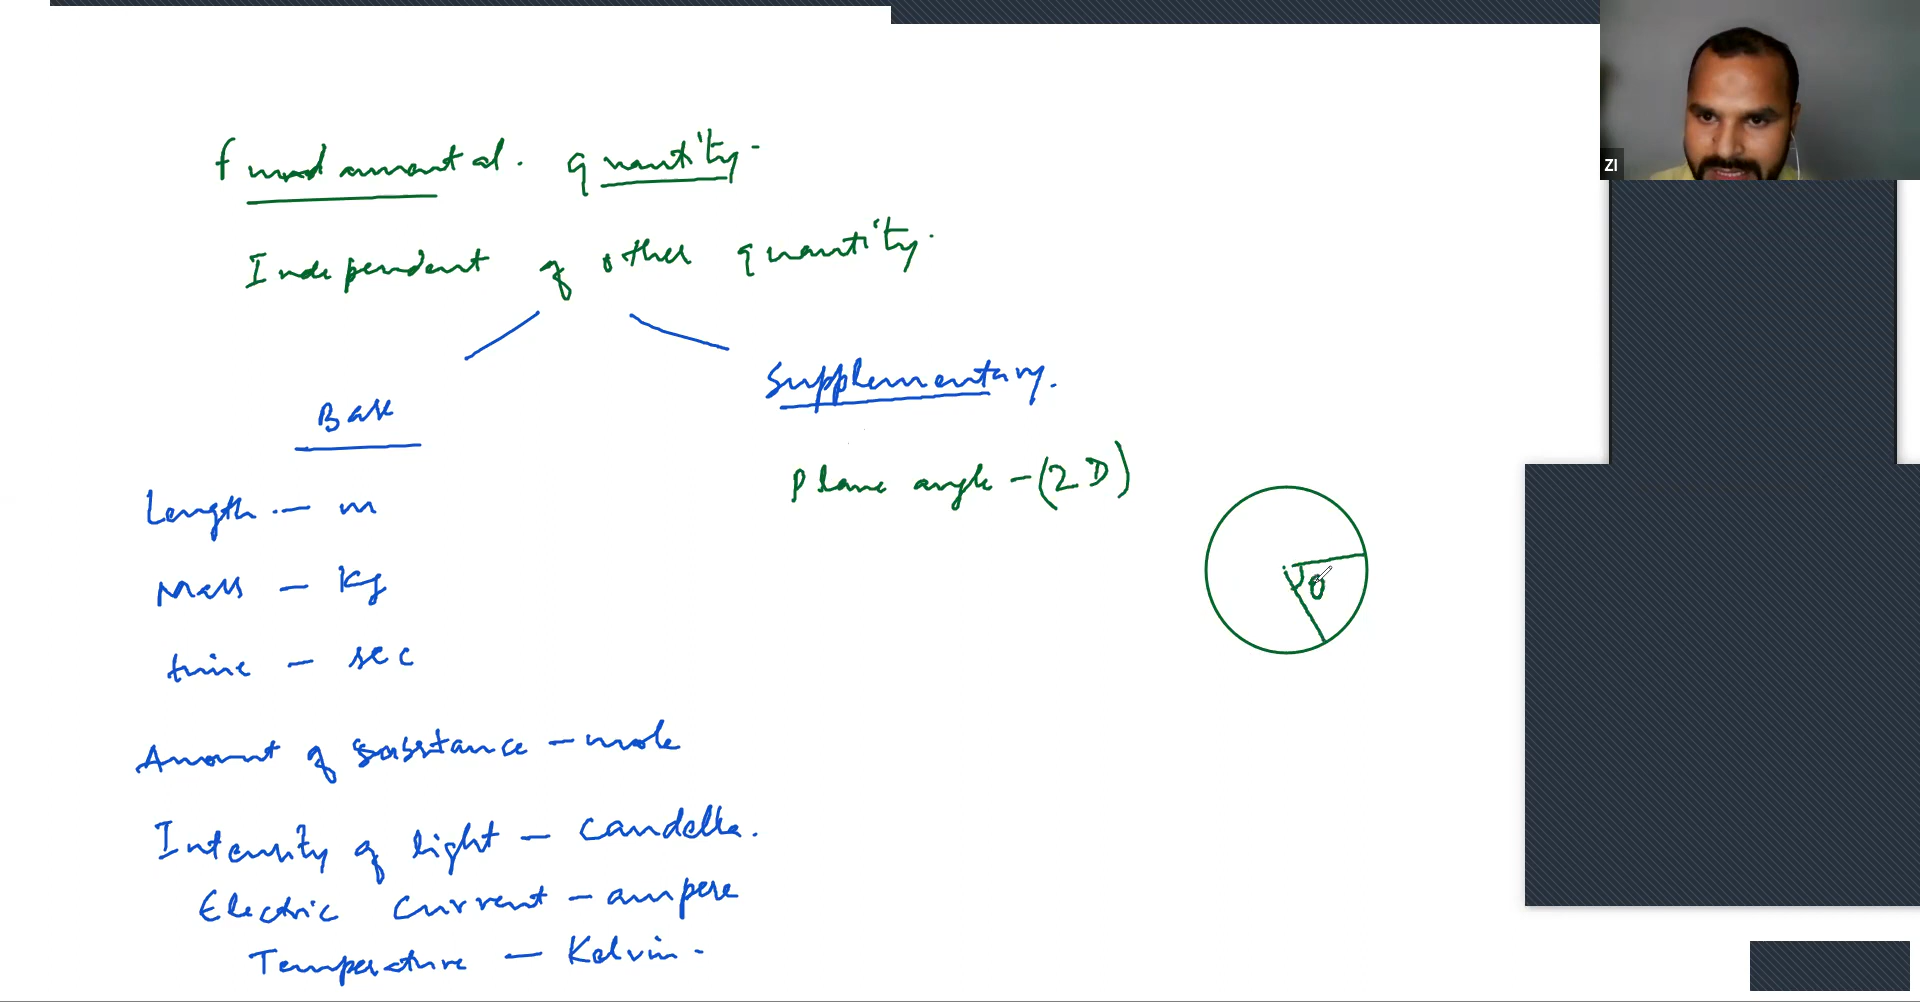 fundamental. quantity.
Independent of other quantity.
Base
Supplementary.
Length - m
Mass - Kg
time - sec
Amount of substance - mole
Intensity of light - candella.
Electric current - ampere
Temperature - Kelvin -
Plane angle - (2D)
θ
ZI